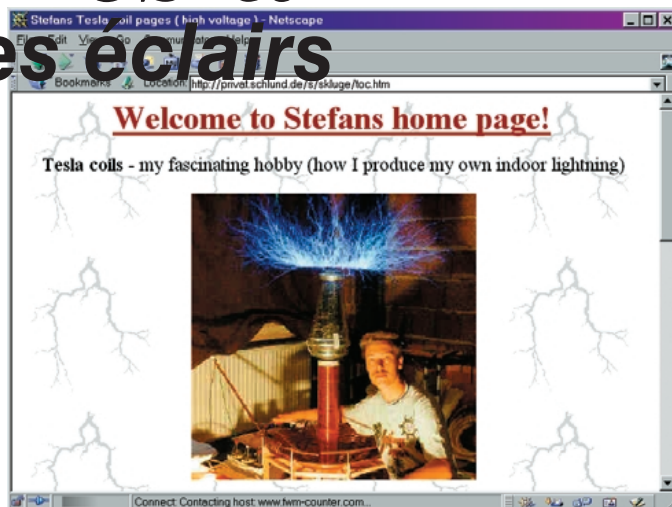 Stefans Tesla coil pages ( high voltage ) - Netscape
es éclairs
Bookmarks Location: http://privat.schlund.de/s/skluge/toc.htm
Welcome to Stefans home page!
Tesla coils - my fascinating hobby (how I produce my own indoor lightning)
Connect: Contacting host: www.fwm-counter.com...